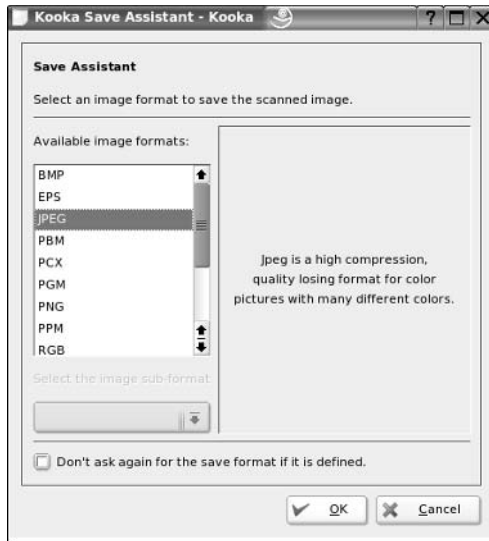 Kooka Save Assistant - Kooka
Save Assistant
Select an image format to save the scanned image.
Available image formats:
BMP
EPS
JPEG
PBM
PCX
PGM
PNG
PPM
RGB
Jpeg is a high compression,
quality losing format for color
pictures with many different colors.
Select the image sub-format
Don't ask again for the save format if it is defined.
OK
Cancel